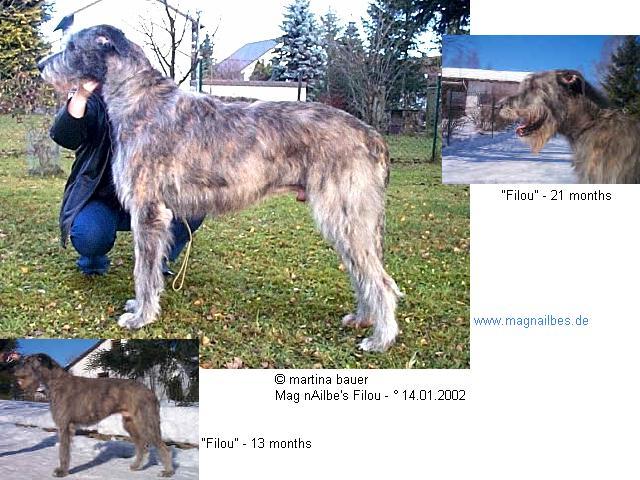 "Filou" - 21 months
www.magnailbes.de
© martina bauer
Mag nAilbe's Filou - ° 14.01.2002
"Filou" - 13 months